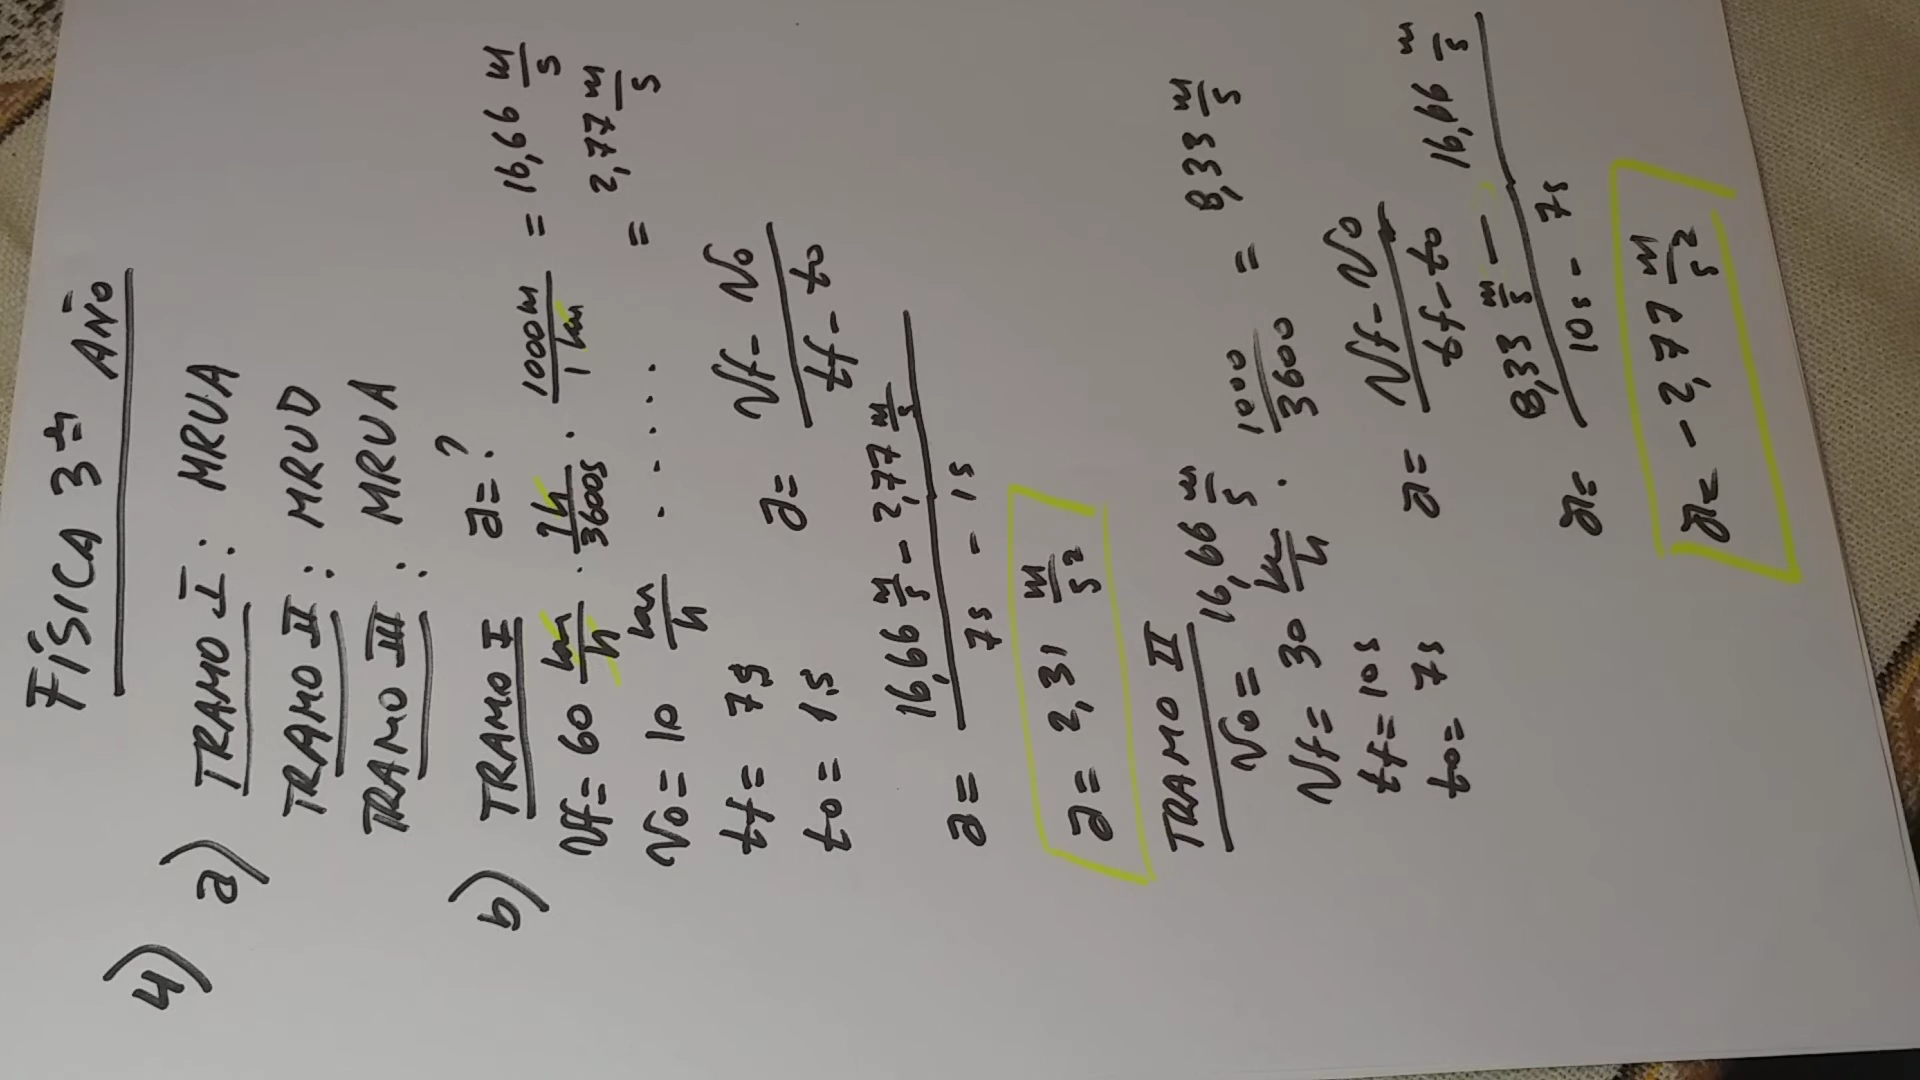 FÍSICA 3er AÑO
4) a) TRAMO I: MRUA
TRAMO II: MRUD
TRAMO III: MRUA
b) TRAMO I a=?
Vf= 60 km/h . 1h/3600s . 1000m/1km = 16,66 m/s
Vo= 10 km/h ..... = 2,77 m/s
tf= 7s
to= 1s
a= Vf-Vo/tf-to
a= 16,66 m/s - 2,77 m/s / 7s - 1s
a= 2,31 m/s²
TRAMO II
Vo= 16,66 m/s
Vf= 30 km/h . 1000/3600 = 8,33 m/s
tf= 10s
to= 7s
a= Vf-Vo/tf-to
a= 8,33 m/s - 16,66 m/s / 10s - 7s
a= -2,77 m/s²